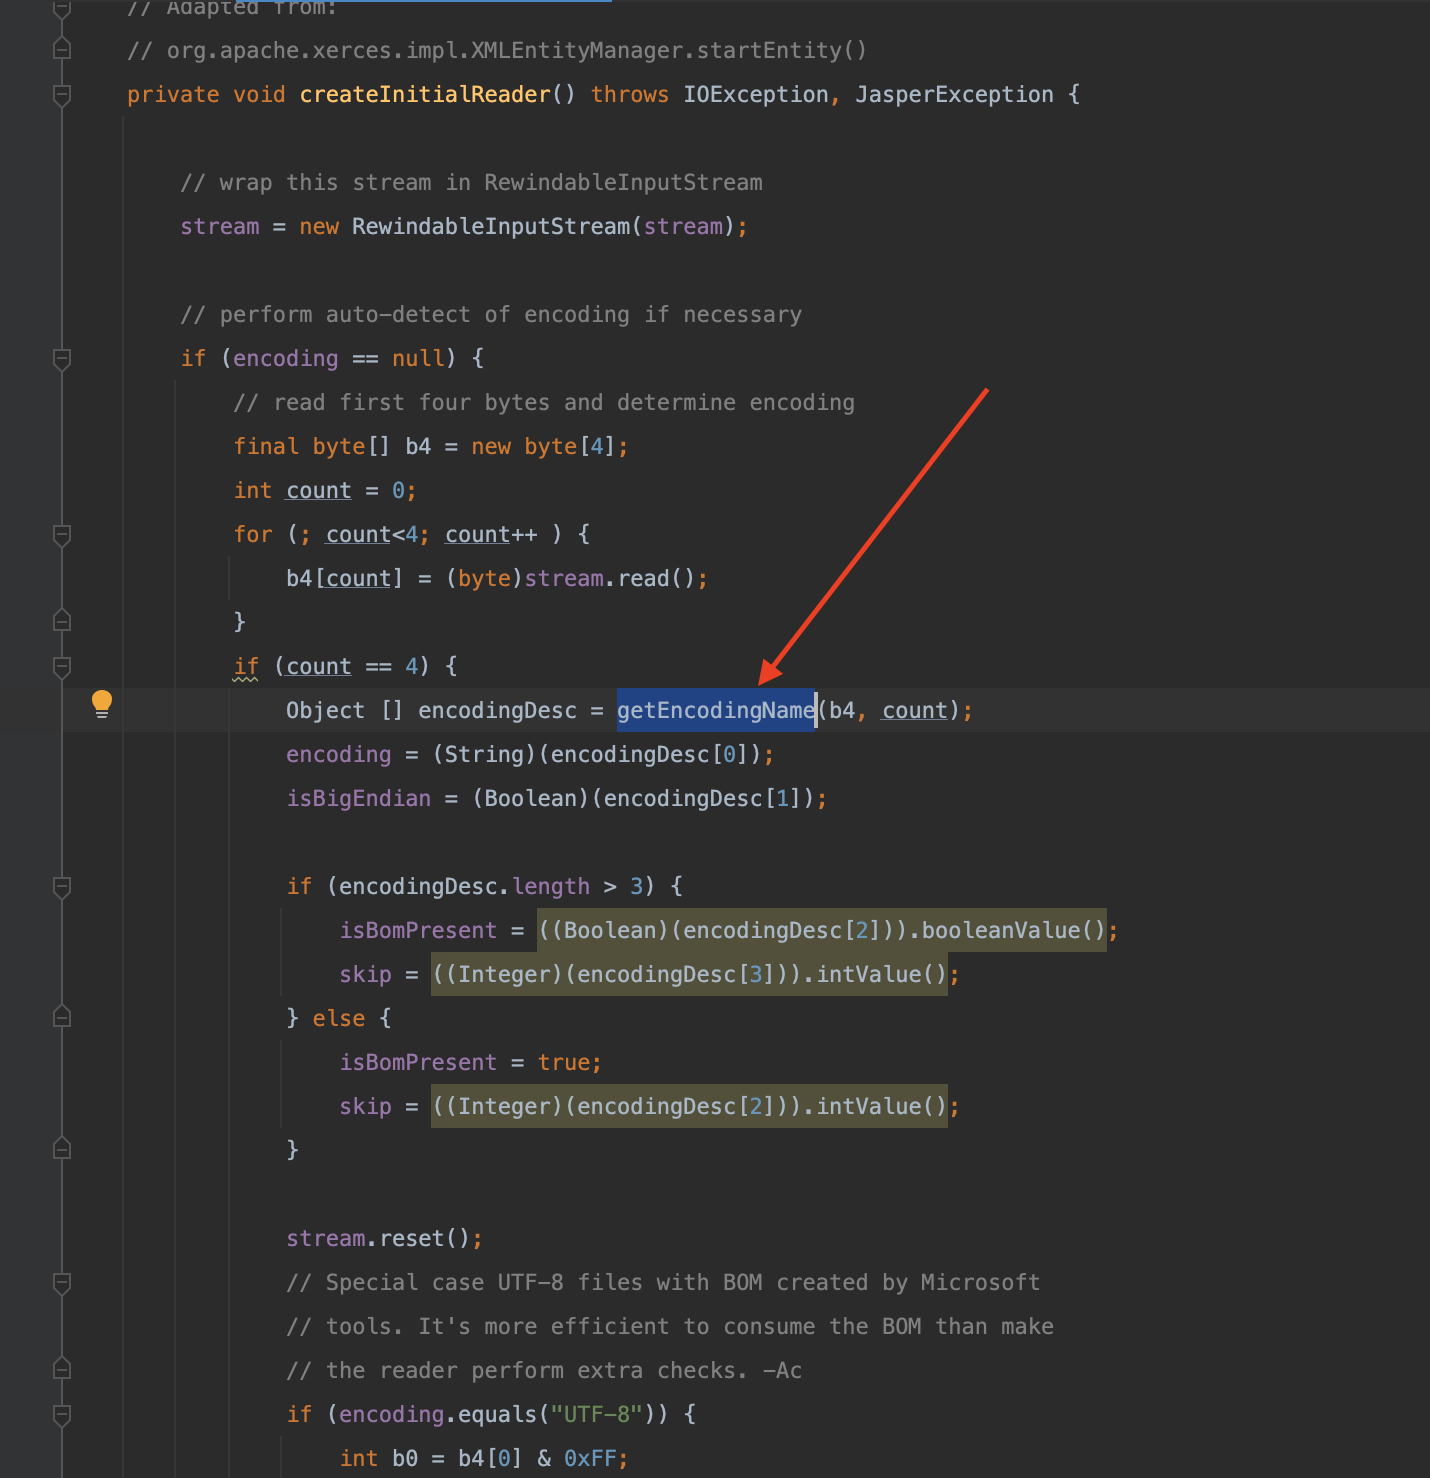 // Adapted from:
// org.apache.xerces.impl.XMLEntityManager.startEntity()
private void createInitialReader() throws IOException, JasperException {
// wrap this stream in RewindableInputStream
stream = new RewindableInputStream(stream);
// perform auto-detect of encoding if necessary
if (encoding == null) {
// read first four bytes and determine encoding
final byte[] b4 = new byte[4];
int count = 0;
for (; count<4; count++ ) {
b4[count] = (byte)stream.read();
}
if (count == 4) {
Object [] encodingDesc = getEncodingName(b4, count);
encoding = (String)(encodingDesc[0]);
isBigEndian = (Boolean)(encodingDesc[1]);
if (encodingDesc.length > 3) {
isBomPresent = ((Boolean)(encodingDesc[2])).booleanValue();
skip = ((Integer)(encodingDesc[3])).intValue();
} else {
isBomPresent = true;
skip = ((Integer)(encodingDesc[2])).intValue();
}
stream.reset();
// Special case UTF-8 files with BOM created by Microsoft
// tools. It's more efficient to consume the BOM than make
// the reader perform extra checks. -Ac
if (encoding.equals("UTF-8")) {
int b0 = b4[0] & 0xFF;